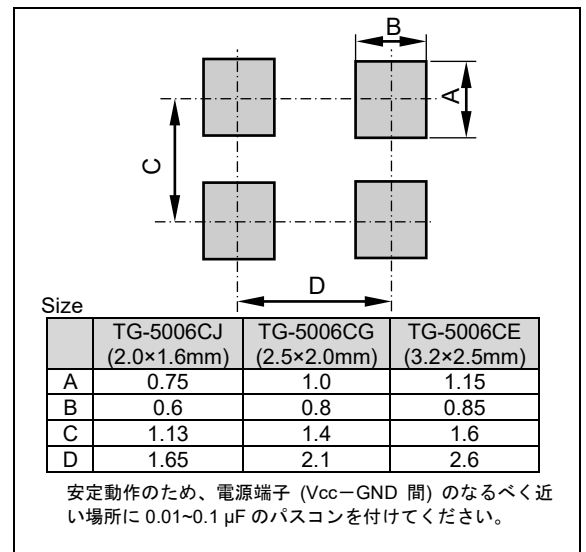 B
A
C
D
Size
TG-5006CJ TG-5006CG TG-5006CE
(2.0×1.6mm) (2.5×2.0mm) (3.2×2.5mm)
A 0.75 1.0 1.15
B 0.6 0.8 0.85
C 1.13 1.4 1.6
D 1.65 2.1 2.6
安定動作のため、電源端子 (Vcc－GND 間) のなるべく近
い場所に 0.01~0.1 µF のパスコンを付けてください。